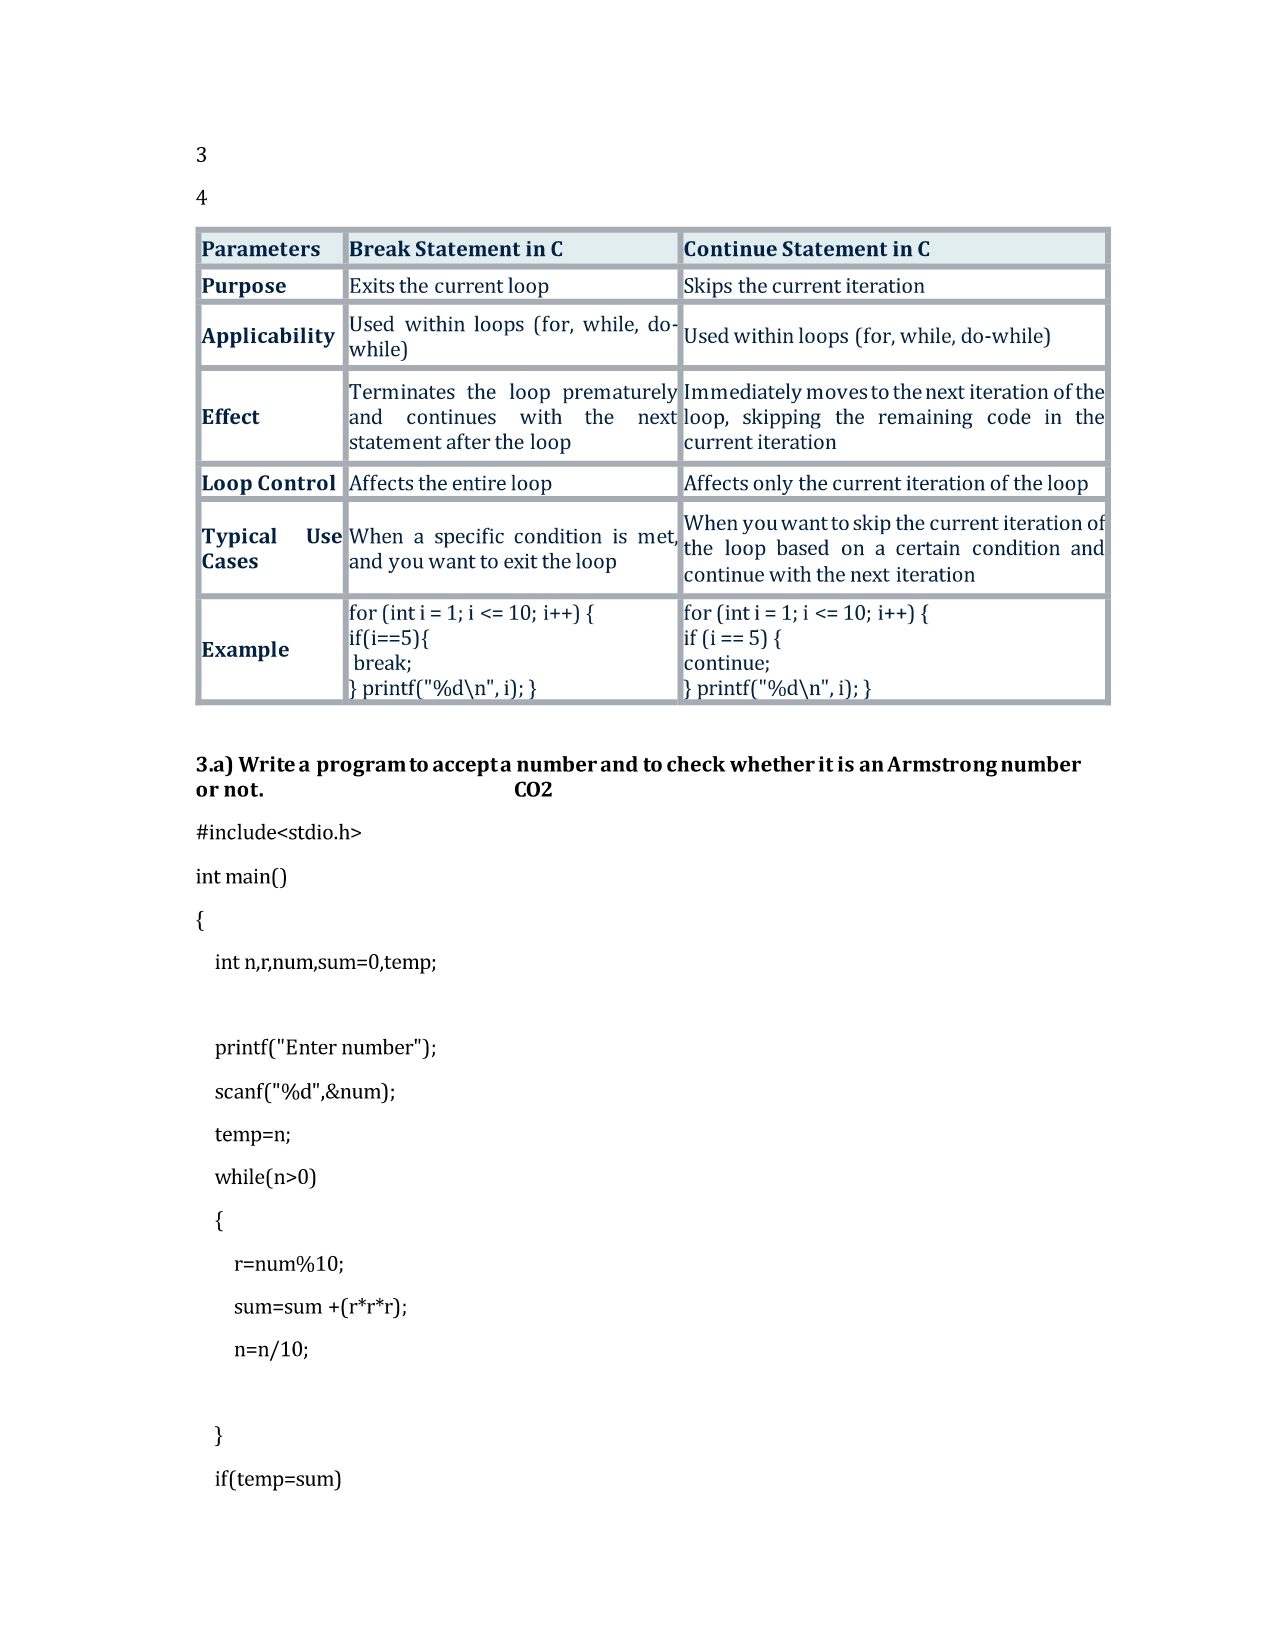 3
4
Parameters Break Statement in C Continue Statement in C
Purpose Exits the current loop Skips the current iteration
Applicability Used within loops (for, while, do-
while) Used within loops (for, while, do-while)
Effect Terminates the loop prematurely
and continues with the next
statement after the loop
Immediately moves to the next iteration of the
loop, skipping the remaining code in the
current iteration
Loop Control Affects the entire loop Affects only the current iteration of the loop
Typical Use
Cases
When a specific condition is met,
and you want to exit the loop
When you want to skip the current iteration of
the loop based on a certain condition and
continue with the next iteration
Example
for (int i = 1; i <= 10; i++) {
if(i==5){
break;
} printf("%d\n", i); }
for (int i = 1; i <= 10; i++) {
if (i == 5) {
continue;
} printf("%d\n", i); }
3.a) Write a program to accept a number and to check whether it is an Armstrong number
or not. CO2
#include<stdio.h>
int main()
{
int n,r,num,sum=0,temp;
printf("Enter number");
scanf("%d",&num);
temp=n;
while(n>0)
{
r=num%10;
sum=sum +(r*r*r);
n=n/10;
}
if(temp=sum)